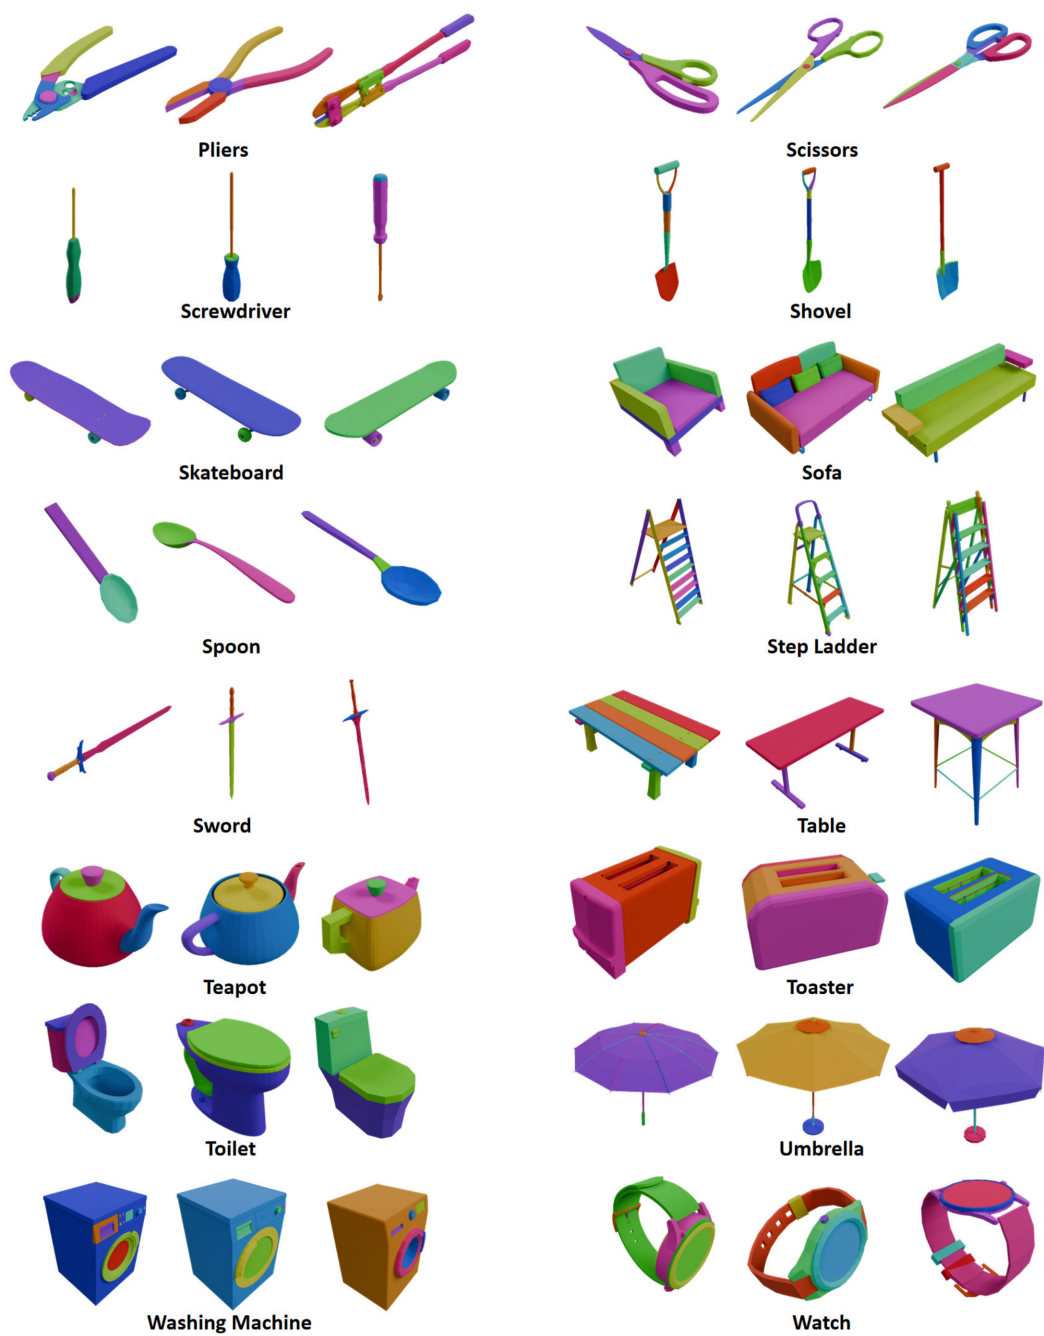 Pliers
Scissors
Screwdriver
Shovel
Skateboard
Sofa
Spoon
Step Ladder
Sword
Table
Teapot
Toaster
Toilet
Umbrella
Washing Machine
Watch